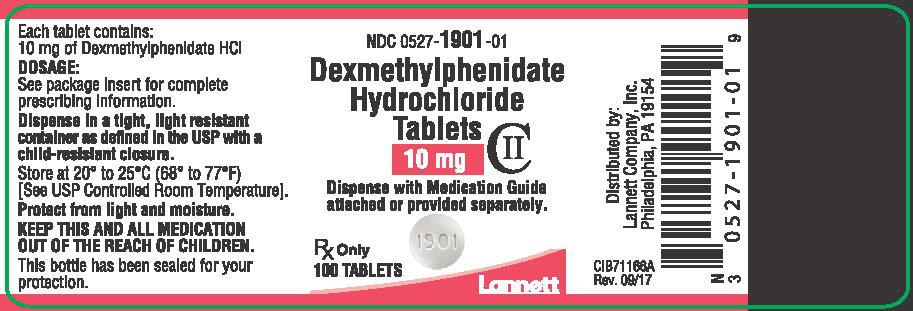 Each tablet contains:
10 mg of Dexmethylphenidate HCl
DOSAGE:
See package insert for complete
prescribing information.
Dispense in a tight, light resistant
container as defined in the USP with a
child-resistant closure.
Store at 20° to 25°C (68° to 77°F)
[See USP Controlled Room Temperature].
Protect from light and moisture.
KEEP THIS AND ALL MEDICATION
OUT OF THE REACH OF CHILDREN.
This bottle has been sealed for your
protection.
NDC 0527-1901-01
Dexmethylphenidate
Hydrochloride
Tablets
10 mg
CII
Dispense with Medication Guide
attached or provided separately.
1901
Rx Only
100 TABLETS
Lannett
Distributed by:
Lannett Company, Inc.
Philadelphia, PA 19154
CIB71166A
Rev. 09/17
N
3 0527-1901-01 9